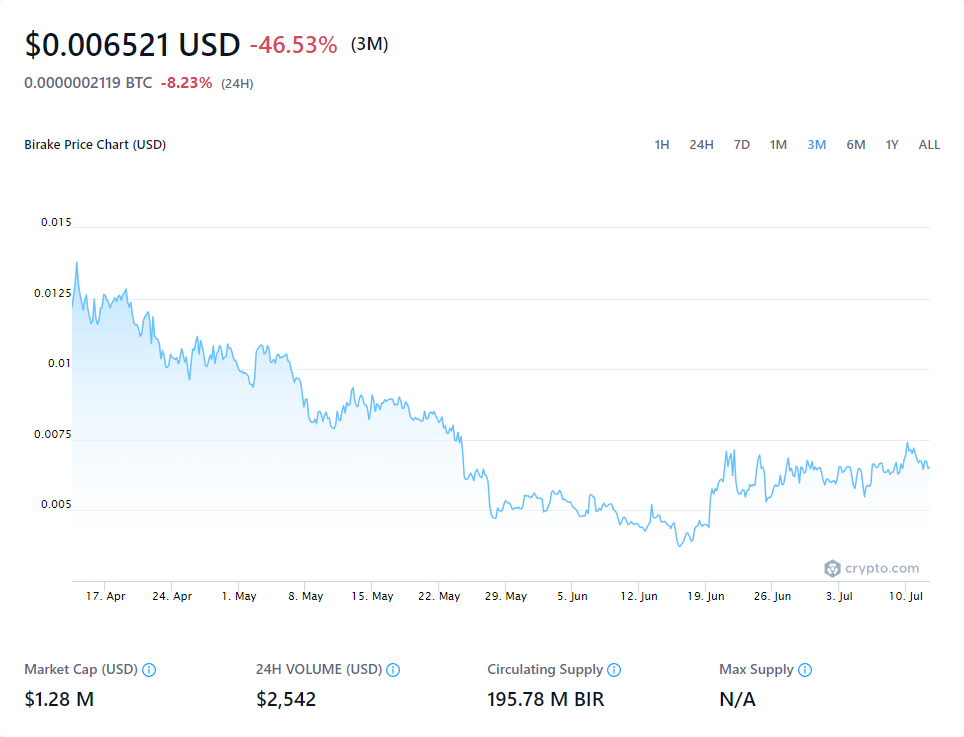 $0.006521 USD -46.53% (3M)
0.0000002119 BTC -8.23% (24H)
Birake Price Chart (USD) 1H 24H 7D 1M 3M 6M 1Y ALL
0.015
0.0125
0.01
0.0075
0.005
crypto.com
17. Apr 24. Apr 1. May 8. May 15. May 22. May 29. May 5. Jun 12. Jun 19. Jun 26. Jun 3. Jul 10. Jul
Market Cap (USD) 24H VOLUME (USD) Circulating Supply Max Supply
$1.28 M $2,542 195.78 M BIR N/A